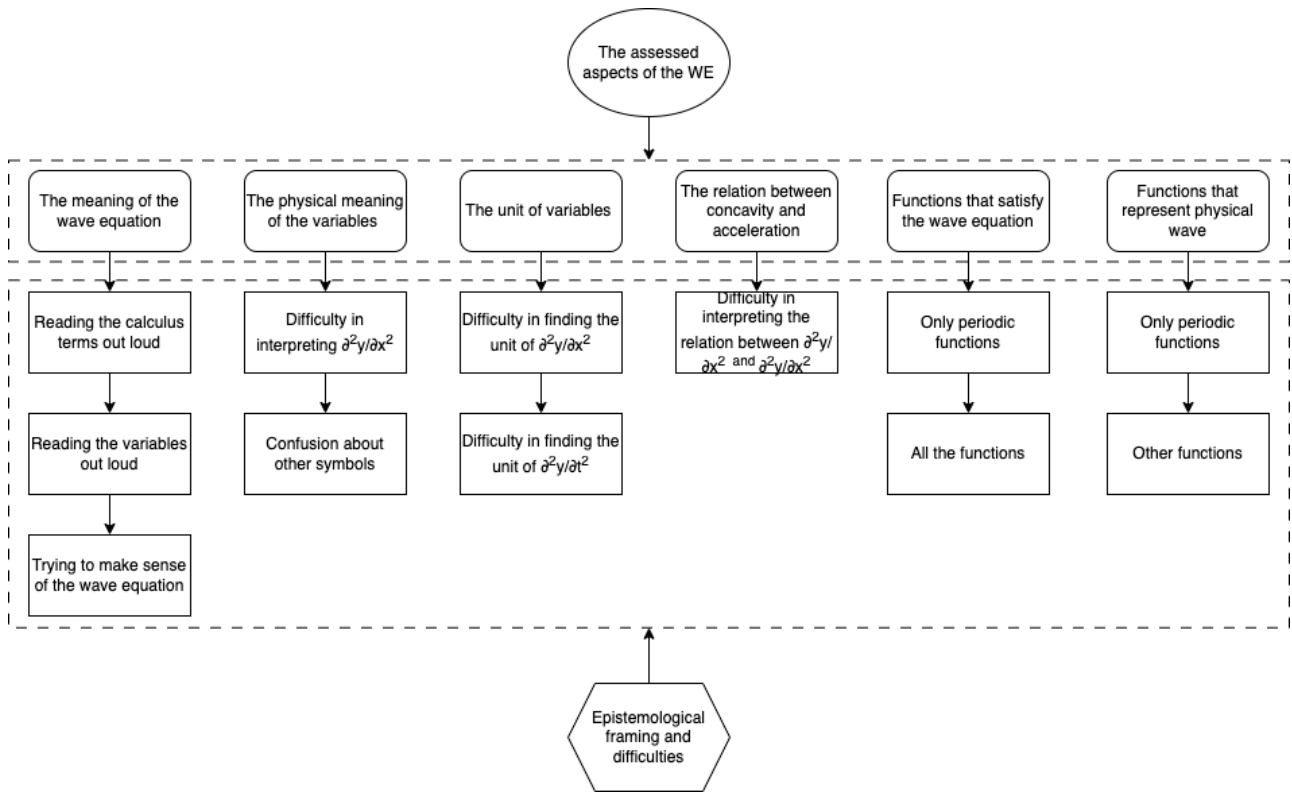 The assessed
aspects of the WE
The meaning of the
wave equation
The physical meaning
of the variables
The unit of variables
The relation between
concavity and
acceleration
Functions that satisfy
the wave equation
Functions that
represent physical
wave
Reading the calculus
terms out loud
Difficulty in
interpreting ∂²y/∂x²
Difficulty in finding the
unit of ∂²y/∂x²
Difficulty in
interpreting the
relation between ∂²y/
∂x² and ∂²y/∂x²
Only periodic
functions
Only periodic
functions
Reading the variables
out loud
Confusion about
other symbols
Difficulty in finding the
unit of ∂²y/∂t²
All the functions
Other functions
Trying to make sense
of the wave equation
Epistemological
framing and
difficulties